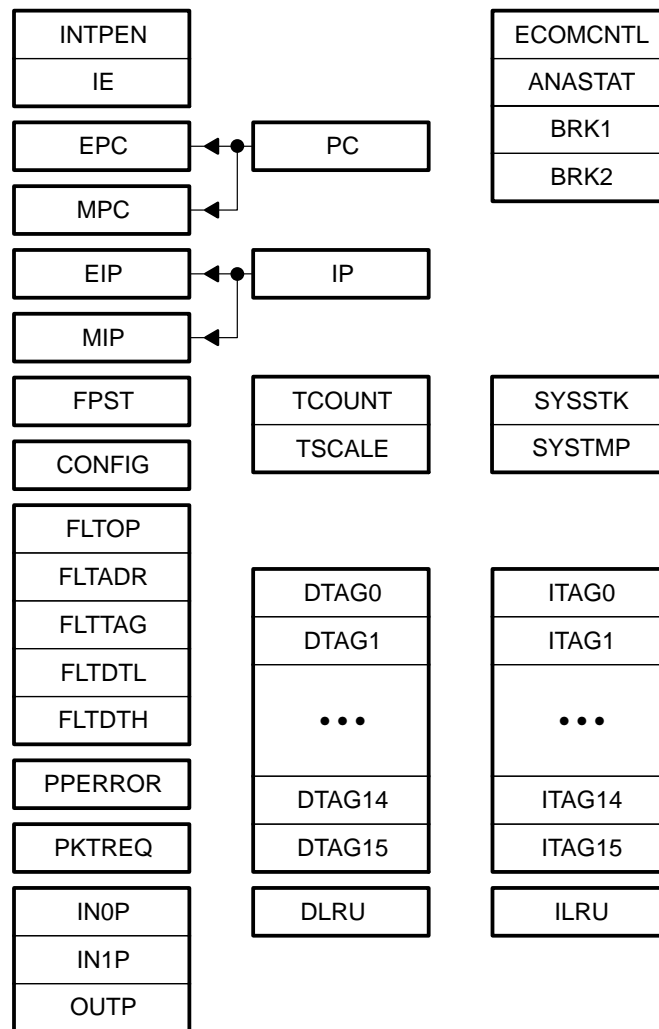 INTPEN
IE
EPC
MPC
EIP
MIP
FPST
CONFIG
FLTOP
FLTADR
FLTTAG
FLTDTL
FLTDTH
PPERROR
PKTREQ
IN0P
IN1P
OUTP
PC
IP
TCOUNT
TSCALE
DTAG0
DTAG1
•••
DTAG14
DTAG15
DLRU
ECOMCNTL
ANASTAT
BRK1
BRK2
SYSSTK
SYSTMP
ITAG0
ITAG1
•••
ITAG14
ITAG15
ILRU